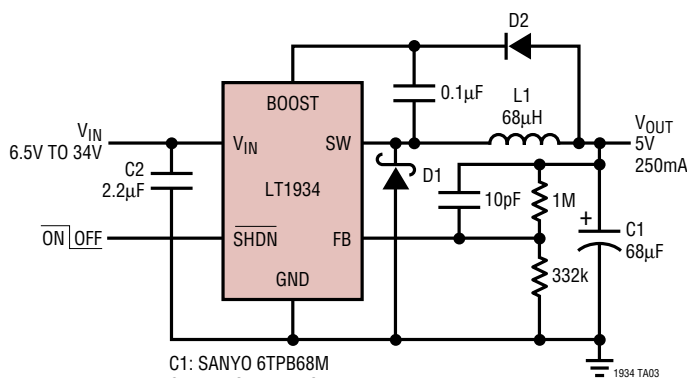 D2
BOOST
0.1µF
L1
68µH
VIN
6.5V TO 34V
VIN
SW
VOUT
5V
250mA
C2
2.2µF
LT1934
D1
10pF
1M
ON OFF
SHDN
FB
+
C1
68µF
GND
332k
C1: SANYO 6TPB68M
1934 TA03